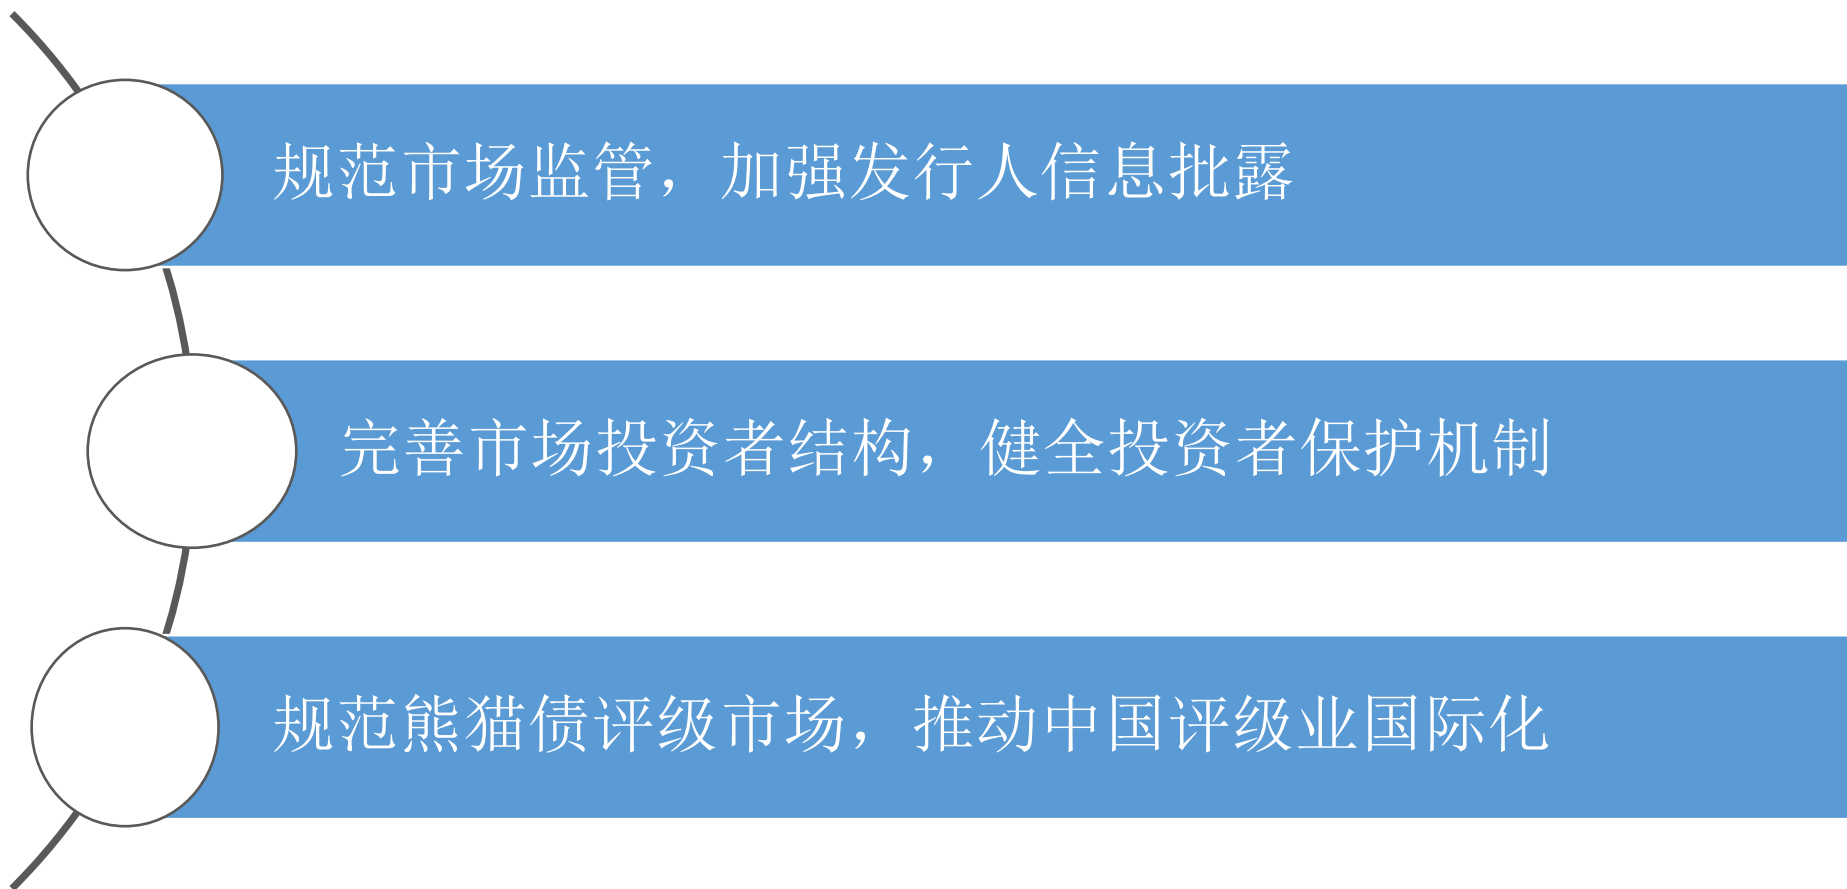 规范市场监管，加强发行人信息批露
完善市场投资者结构，健全投资者保护机制
规范熊猫债评级市场，推动中国评级业国际化